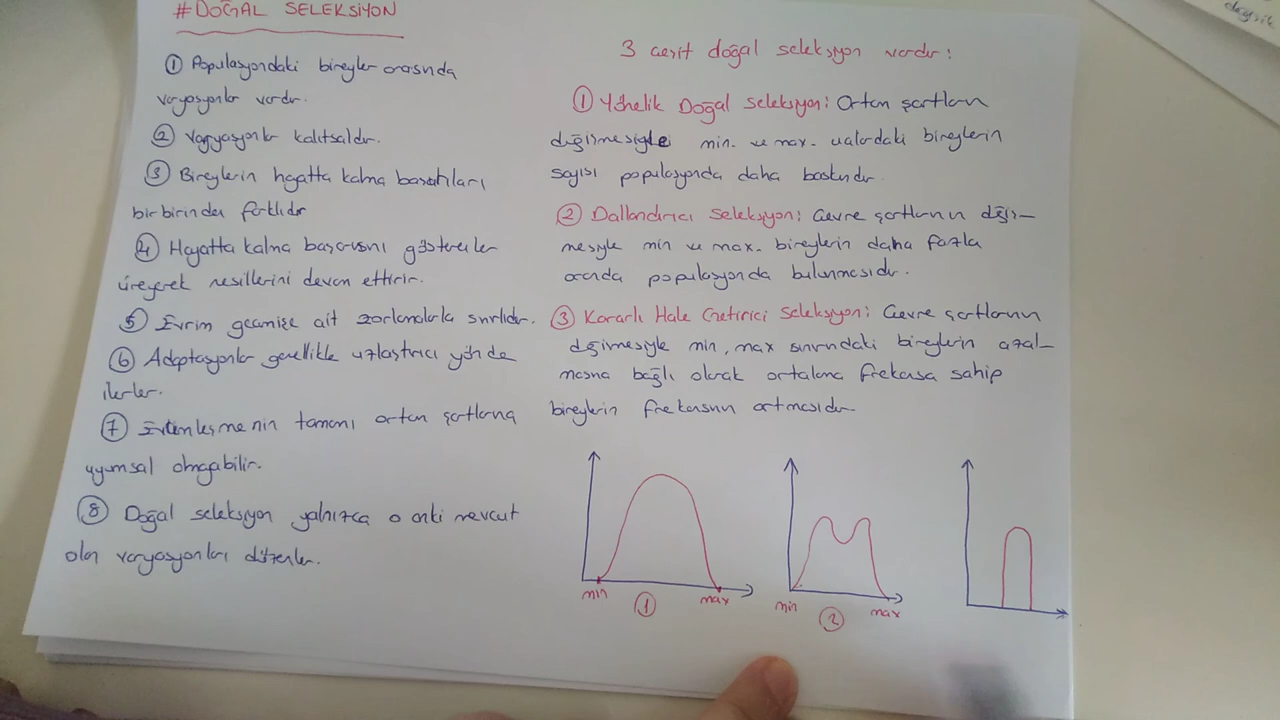 #DOĞAL SELEKSİYON
① Populasyondaki bireyler arasında
varyasyonlar vardır.
② Varyasyonlar kalıtsaldır.
③ Bireylerin hayatta kalma başarıları
birbirinden farklıdır
④ Hayatta kalma başarısını gösterenler
üreyerek nesillerini devam ettirir.
⑤ Evrim geçmişe ait zorlamalarla sınırlıdır.
⑥ Adaptasyonlar genellikle uzlaştırıcı yönde
ilerler.
⑦ Evrimleşmenin tamamı ortam şartlarına
uyumsal olmayabilir.
⑧ Doğal seleksiyon yalnızca o anki mevcut
olan varyasyonları düzenler.
3 çeşit doğal seleksiyon vardır:
① Yönelik Doğal Seleksiyon: Ortam şartların
değişmesiyle min. ve max. uçlardaki bireylerin
sayısı populasyonda daha baskındır.
② Dallandırıcı Seleksiyon: Çevre şartlarının değiş-
mesiyle min ve max. bireylerin daha fazla
oranda populasyonda bulunmasıdır.
③ Kararlı Hale Getirici Seleksiyon: Çevre şartlarının
değişmesiyle min, max sınırındaki bireylerin azal-
masına bağlı olarak ortalama frekansa sahip
bireylerin frekansının artmasıdır.
min ① max
min ② max
değişik